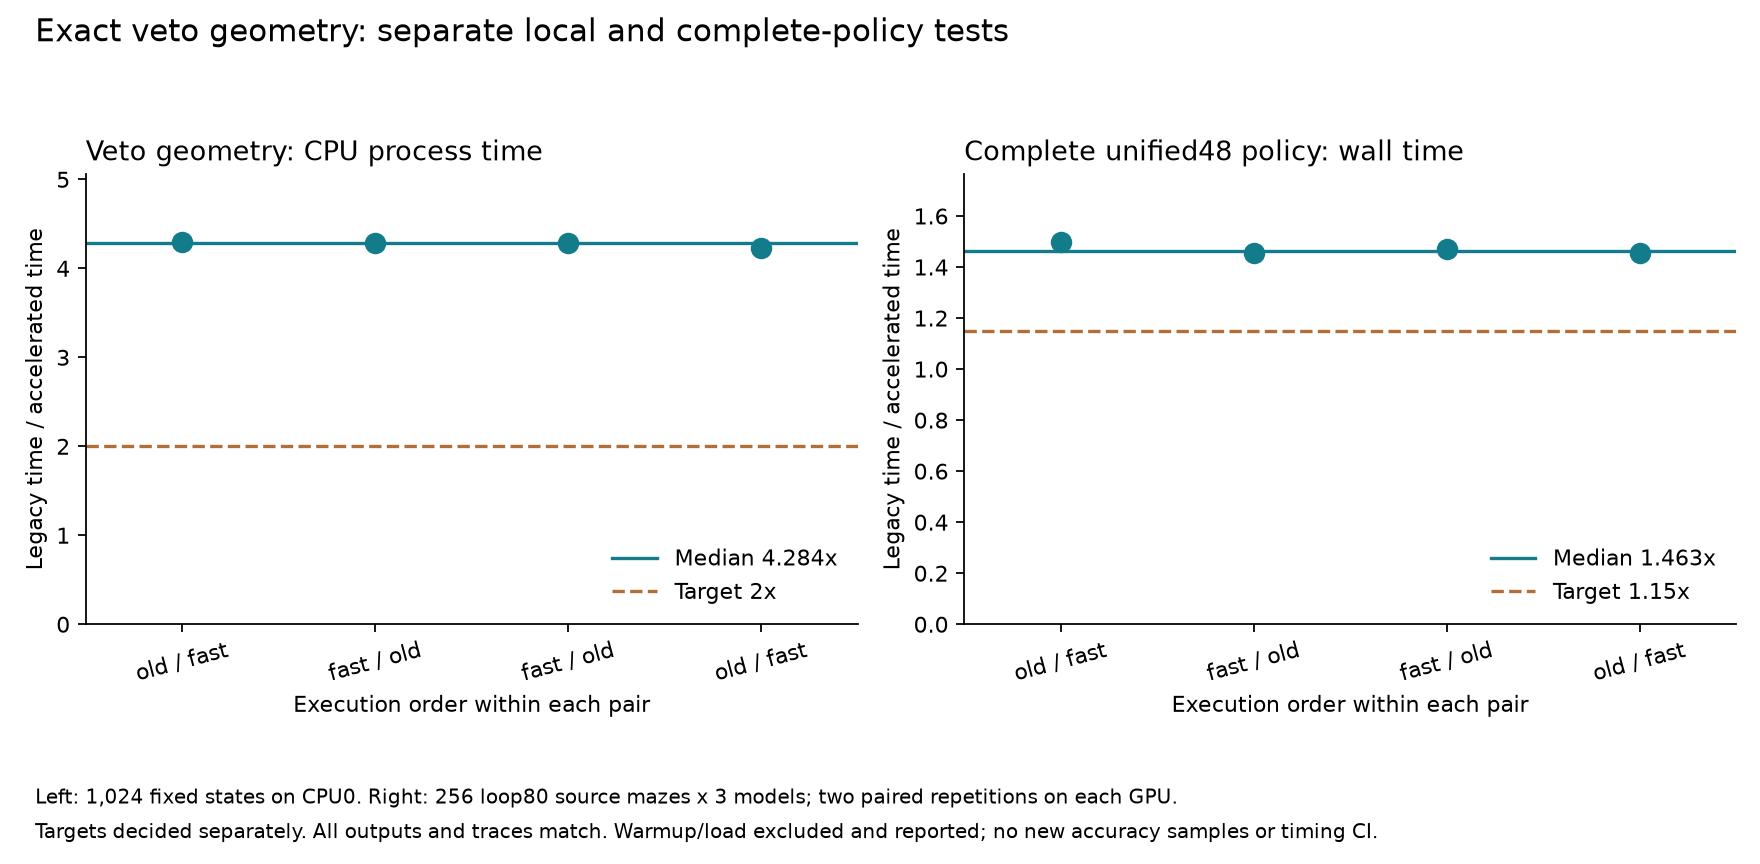 Exact veto geometry: separate local and complete-policy tests
Veto geometry: CPU process time
Legacy time / accelerated time
5
4
3
2
1
0
Median 4.284x
Target 2x
old / fast
fast / old
fast / old
old / fast
Execution order within each pair
Complete unified48 policy: wall time
Legacy time / accelerated time
1.6
1.4
1.2
1.0
0.8
0.6
0.4
0.2
0.0
Median 1.463x
Target 1.15x
old / fast
fast / old
fast / old
old / fast
Execution order within each pair
Left: 1,024 fixed states on CPU0. Right: 256 loop80 source mazes x 3 models; two paired repetitions on each GPU.
Targets decided separately. All outputs and traces match. Warmup/load excluded and reported; no new accuracy samples or timing CI.